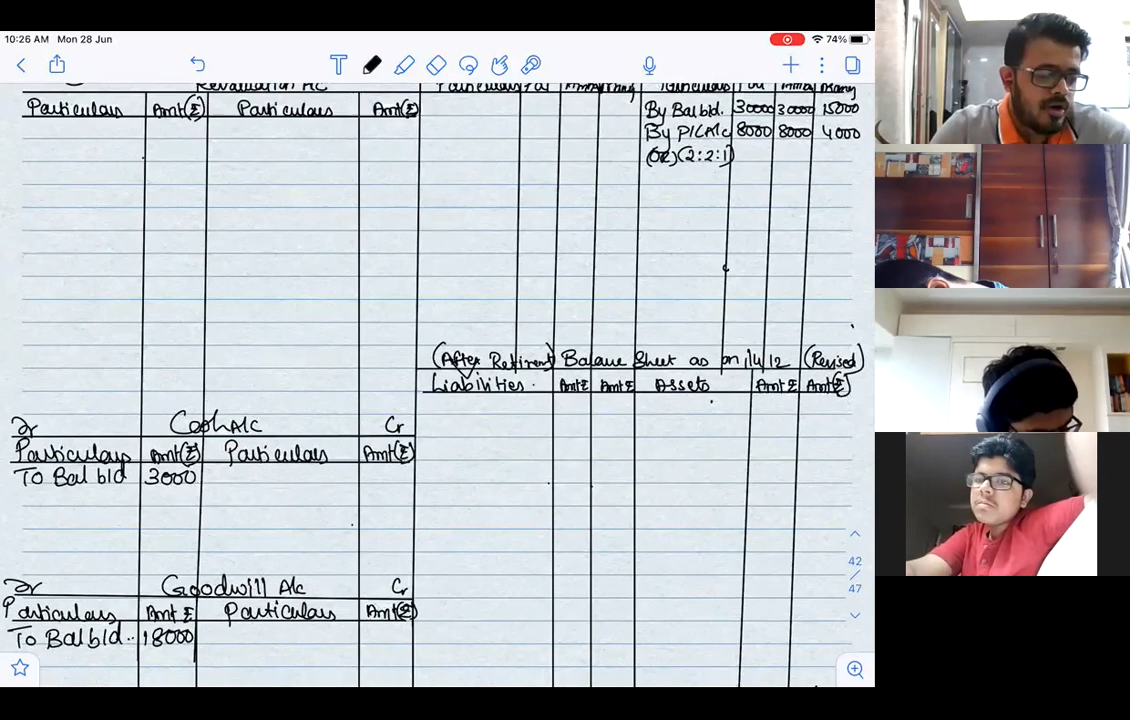 10:26 AM Mon 28 Jun
74%
Revaluation A/C
Particulars Amt(₹) Particulars Amt(₹)
Particulars
By Bal b/d. 30000 30000 15000
By P/L A/c 8000 8000 4000
(2:2:1)
(After Retirement) Balance Sheet as on 1/4/12 (Revised)
Liabilities. Amt ₹ Amt ₹ Assets Amt ₹ Amt(₹)
Dr Cash A/c Cr
Particulars Amt(₹) Particulars Amt(₹)
To Bal b/d 3000
Dr Goodwill A/c Cr
Particulars Amt ₹ Particulars Amt(₹)
To Bal b/d.. 18000
42
/
47